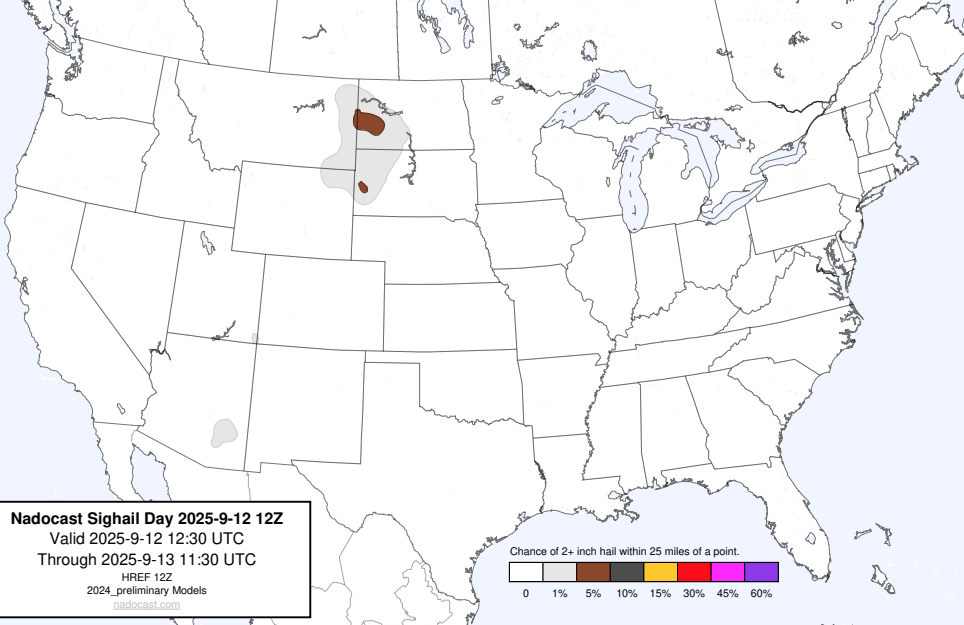 Nadocast Sighail Day 2025-9-12 12Z
Valid 2025-9-12 12:30 UTC
Through 2025-9-13 11:30 UTC
HREF 12Z
2024_preliminary Models
nadocast.com
Chance of 2+ inch hail within 25 miles of a point.
0 1% 5% 10% 15% 30% 45% 60%